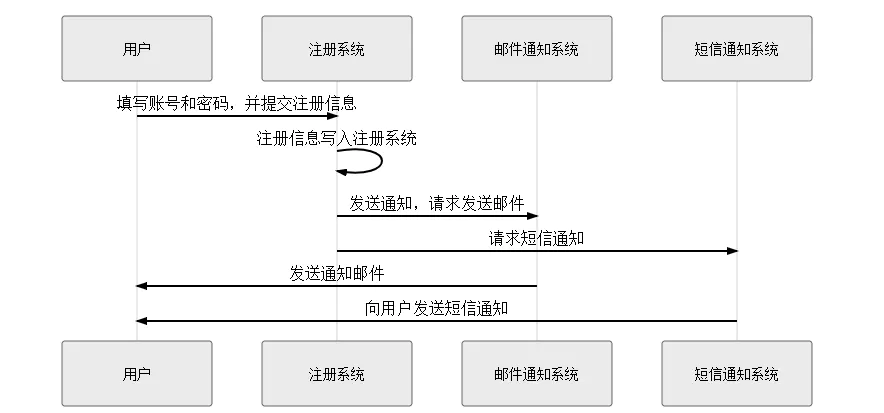 用户
注册系统
邮件通知系统
短信通知系统
填写账号和密码，并提交注册信息
注册信息写入注册系统
发送通知，请求发送邮件
请求短信通知
发送通知邮件
向用户发送短信通知
用户
注册系统
邮件通知系统
短信通知系统